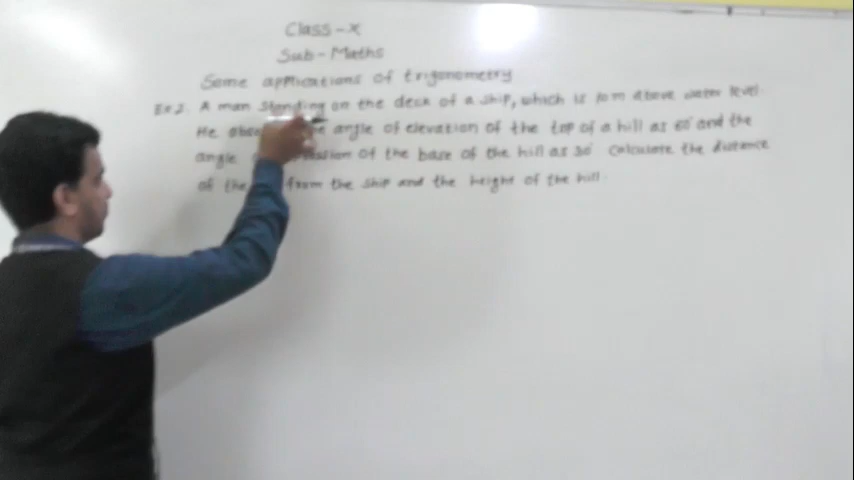 Class - X
Sub - Maths
Some applications of trigonometry
Ex 2. A man standing on the deck of a ship, which is 10m above water level.
He angle of elevation of the top of a hill as 60° and the
angle of the base of the hill as 30° Calculate the distance
of the from the ship and the height of the hill.